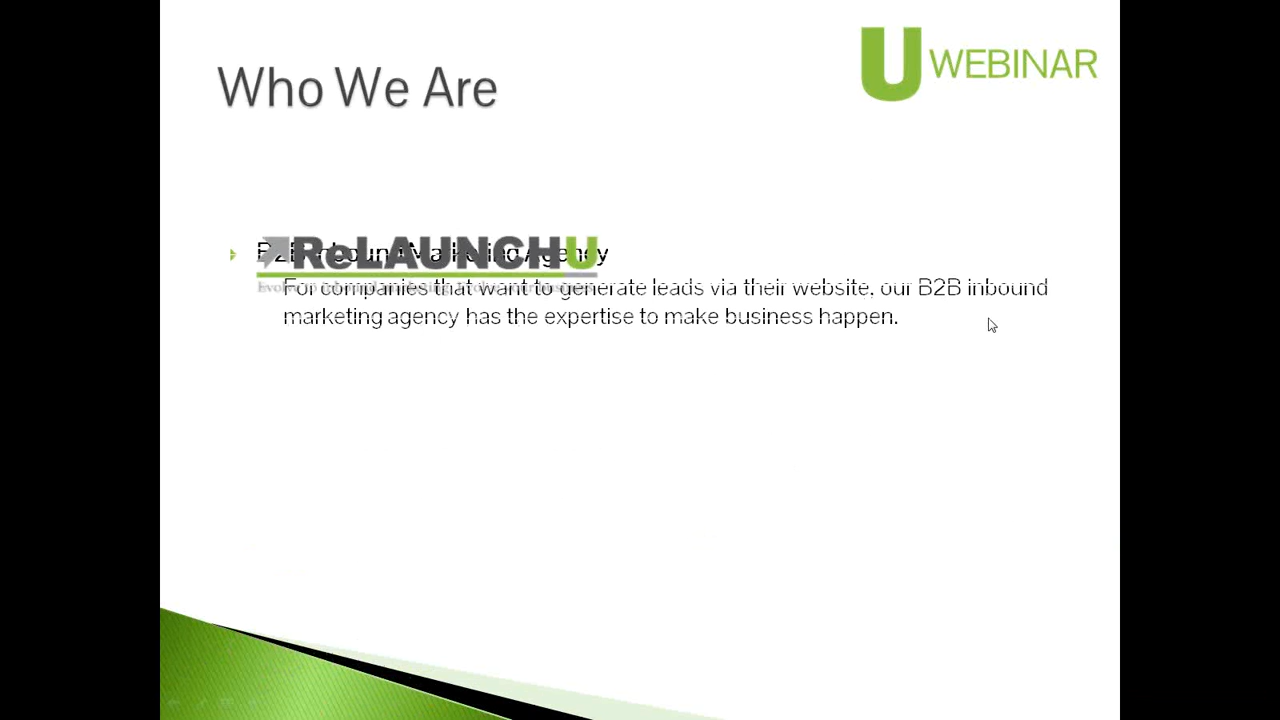 Who We Are
U WEBINAR
B2B Inbound Marketing Agency
ReLAUNCHU
For companies that want to generate leads via their website, our B2B inbound
marketing agency has the expertise to make business happen.